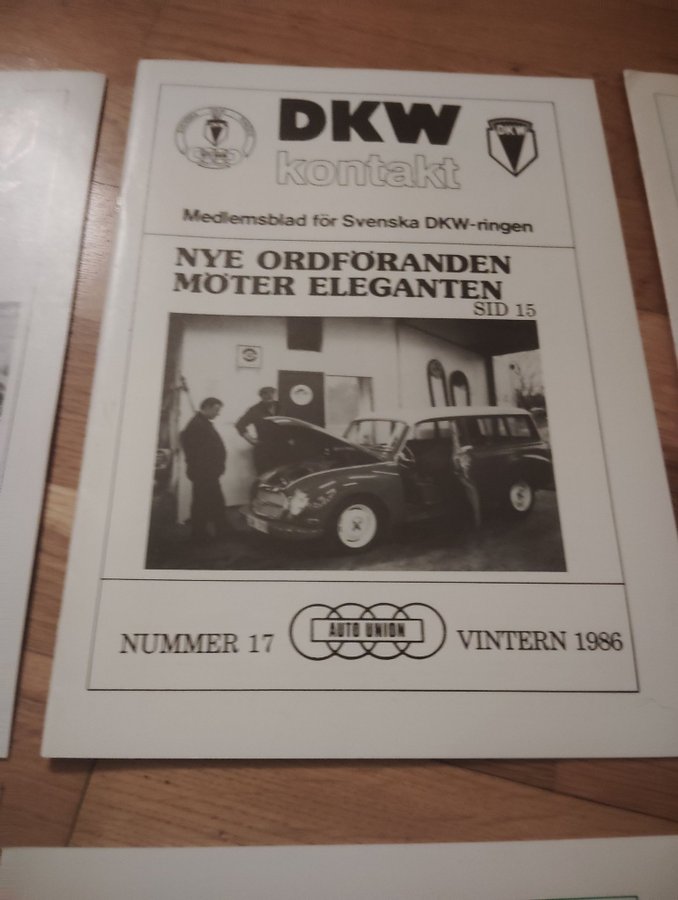 DKW
kontakt
DKW
Medlemsblad för Svenska DKW-ringen
NYE ORDFÖRANDEN
MÖTER ELEGANTEN
SID 15
NUMMER 17
AUTO UNION
VINTERN 1986